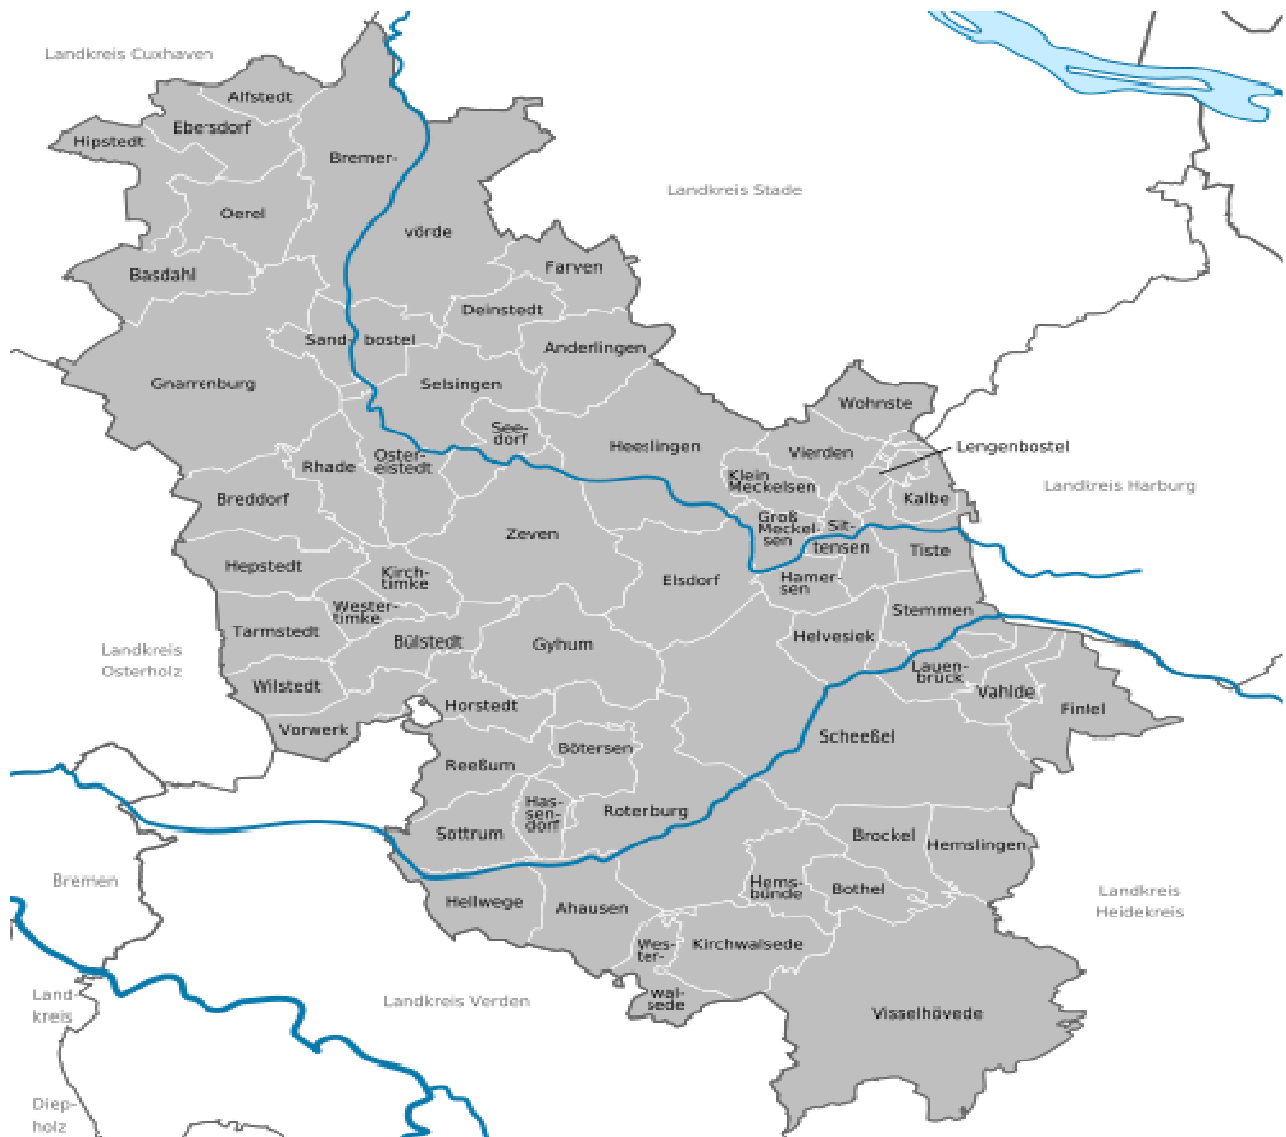 Landkreis Cuxhaven
Alfstedt
Ebersdorf
Hipstedt
Bremer-
Landkreis Stade
Oerel
vörde
Farven
Basdahl
Deinstedt
Sand-
bostel
Anderlingen
Gnarrenburg
Selsingen
Wohnste
See-
dorf
Heeslingen
Lengenbostel
Vierden
Oster-
eistedt
Rhade
Klein
Meckelsen
Landkreis Harburg
Breddorf
Kalbe
Groß
Meckel-
sen
Sit-
tensen
Zeven
Tiste
Hepstedt
Kirch-
timke
Elsdorf
Hamer-
sen
Wester-
timke
Stemmen
Tarmstedt
Bülstedt
Gyhum
Helvesiek
Landkreis
Osterholz
Lauen-
brück
Wilstedt
Vahlde
Horstedt
Fintel
Vorwerk
Scheeßel
Bötersen
Reeßum
Has-
sen-
dorf
Rotenburg
Sottrum
Brockel
Hemslingen
Bremen
Hems-
bünde
Bothel
Landkreis
Heidekreis
Hellwege
Ahausen
Wes-
ter-
Kirchwalsede
wal-
sede
Land-
kreis
Landkreis Verden
Visselhövede
Diep-
holz